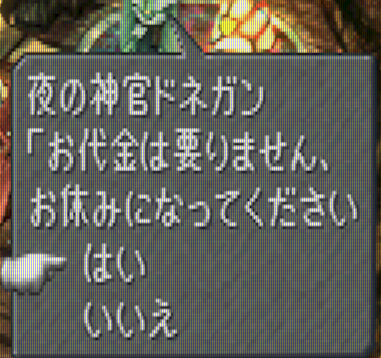 夜の神官ドネガン
「お代金は要りません、
お休みになってください
はい
いいえ